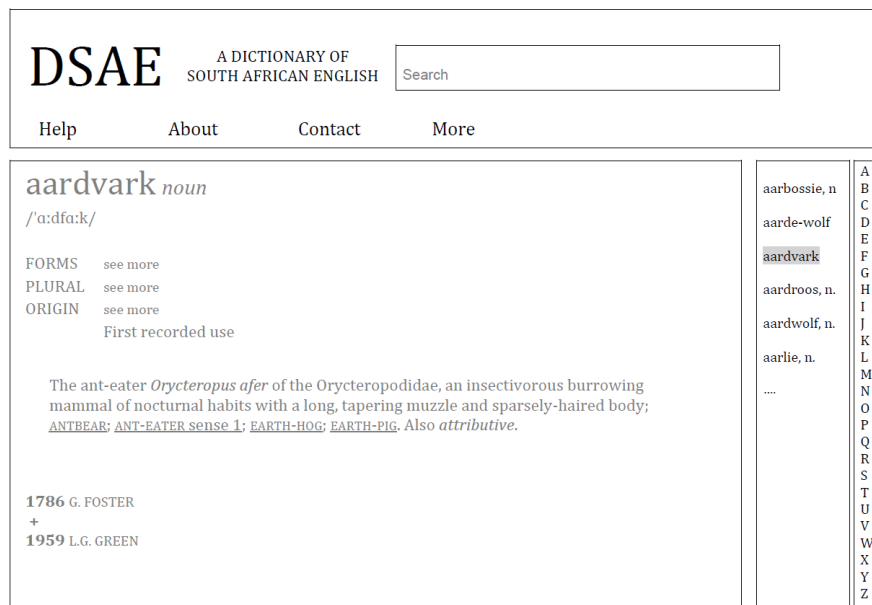 DSAE
A DICTIONARY OF
SOUTH AFRICAN ENGLISH
Search
Help About Contact More
aardvark noun
/ˈɑ:dfɑ:k/
FORMS see more
PLURAL see more
ORIGIN see more
First recorded use
The ant-eater Orycteropus afer of the Orycteropodidae, an insectivorous burrowing
mammal of nocturnal habits with a long, tapering muzzle and sparsely-haired body;
ANTBEAR; ANT-EATER sense 1; EARTH-HOG; EARTH-PIG. Also attributive.
1786 G. FOSTER
+
1959 L.G. GREEN
aarbossie, n
aarde-wolf
aardvark
aardroos, n.
aardwolf, n.
aarlie, n.
....
A
B
C
D
E
F
G
H
I
J
K
L
M
N
O
P
Q
R
S
T
U
V
W
X
Y
Z